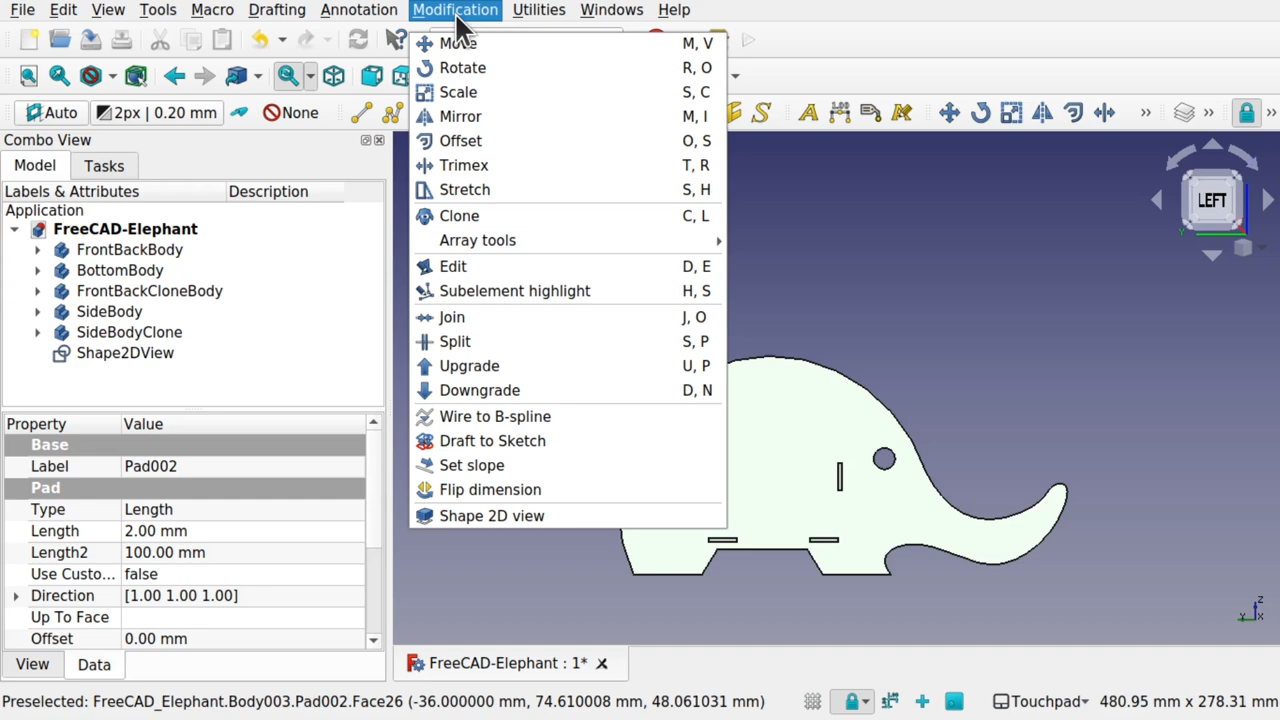 File Edit View Tools Macro Drafting Annotation Modification Utilities Windows Help
Auto 2px | 0.20 mm None
Combo View
Model Tasks
Labels & Attributes Description
Application
FreeCAD-Elephant
FrontBackBody
BottomBody
FrontBackCloneBody
SideBody
SideBodyClone
Shape2DView
Property Value
Base
Label Pad002
Pad
Type Length
Length 2.00 mm
Length2 100.00 mm
Use Custo... false
Direction [1.00 1.00 1.00]
Up To Face
Offset 0.00 mm
View Data
Move M, V
Rotate R, O
Scale S, C
Mirror M, I
Offset O, S
Trimex T, R
Stretch S, H
Clone C, L
Array tools
Edit D, E
Subelement highlight H, S
Join J, O
Split S, P
Upgrade U, P
Downgrade D, N
Wire to B-spline
Draft to Sketch
Set slope
Flip dimension
Shape 2D view
LEFT
Y
Z
Y X
FreeCAD-Elephant : 1*
Preselected: FreeCAD_Elephant.Body003.Pad002.Face26 (-36.000000 mm, 74.610008 mm, 48.061031 mm) Touchpad 480.95 mm x 278.31 mm